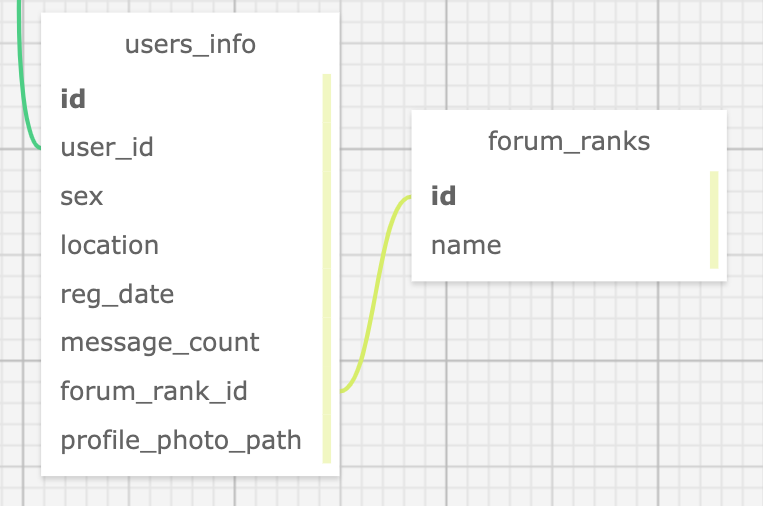 users_info
id
user_id
sex
location
reg_date
message_count
forum_rank_id
profile_photo_path
forum_ranks
id
name